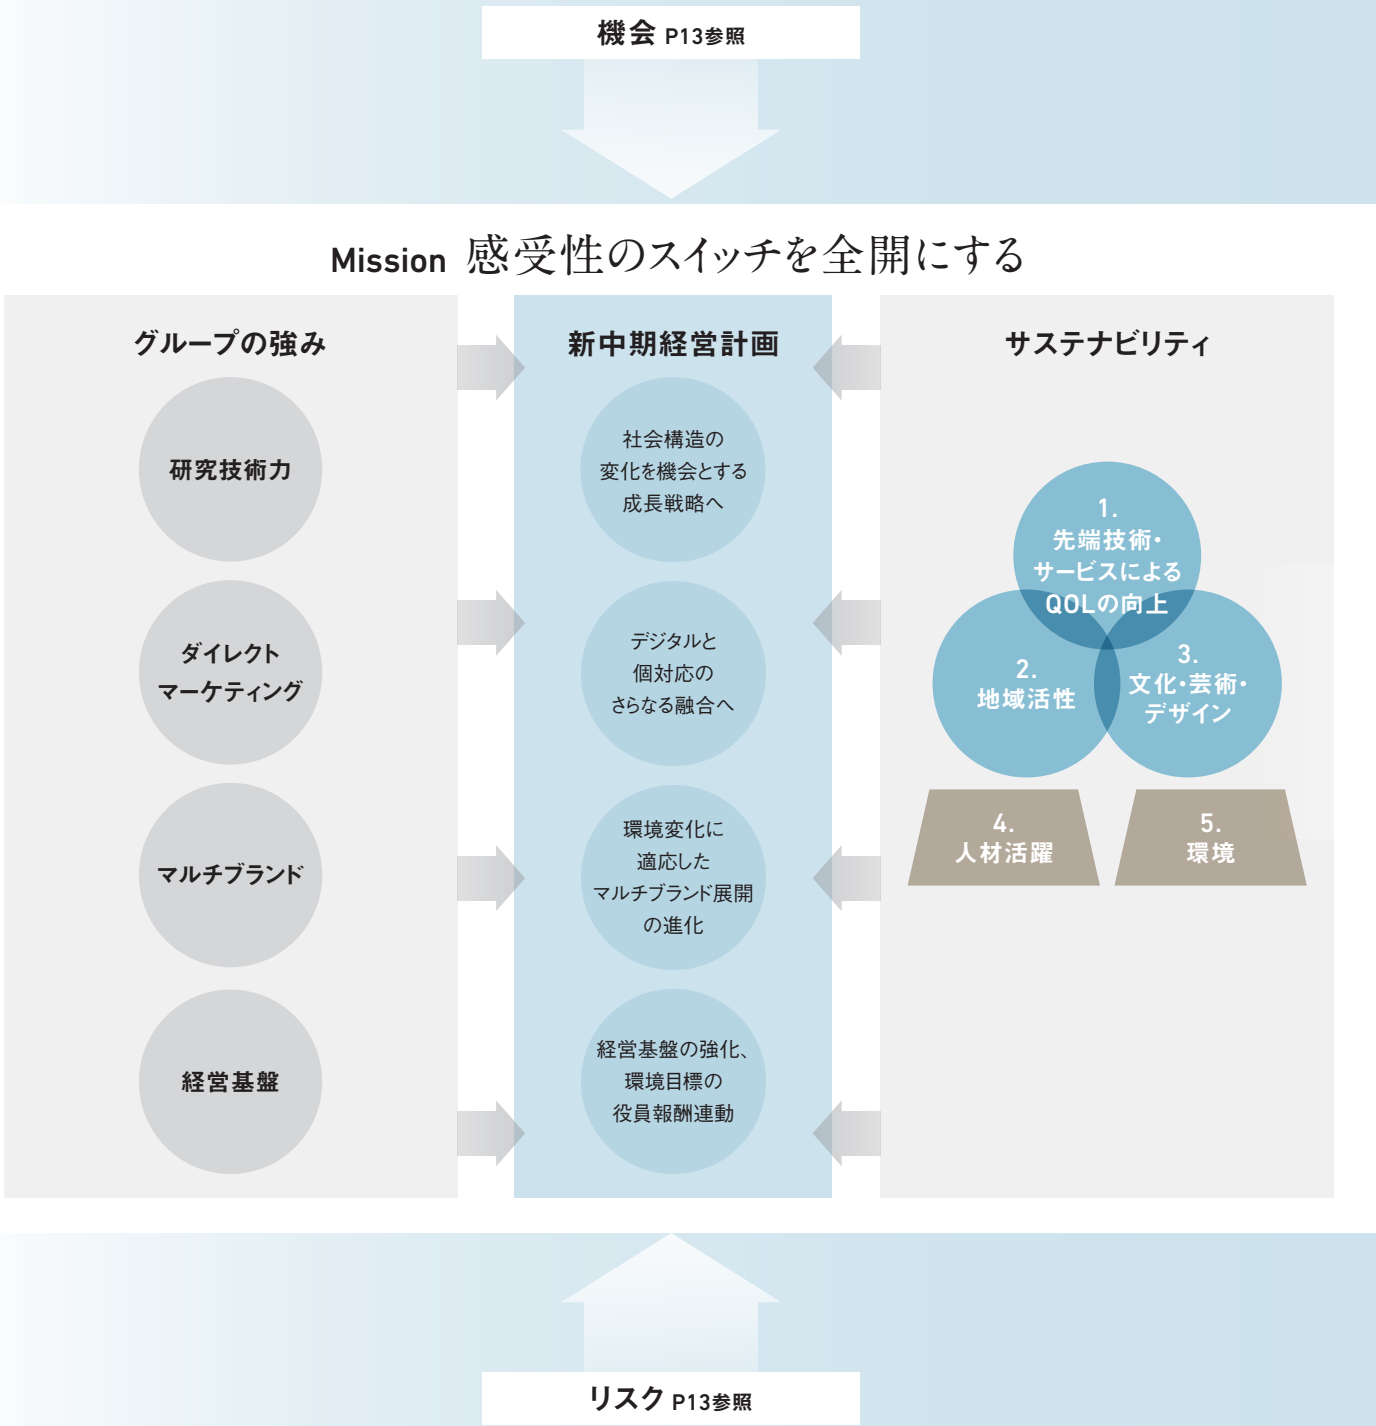 機会 P13参照
Mission 感受性のスイッチを全開にする
グループの強み
研究技術力
ダイレクト
マーケティング
マルチブランド
経営基盤
新中期経営計画
社会構造の
変化を機会とする
成長戦略へ
デジタルと
個対応の
さらなる融合へ
環境変化に
適応した
マルチブランド展開
の進化
経営基盤の強化、
環境目標の
役員報酬連動
サステナビリティ
1.
先端技術・
サービスによる
QOLの向上
2.
地域活性
3.
文化・芸術・
デザイン
4.
人材活躍
5.
環境
リスク P13参照